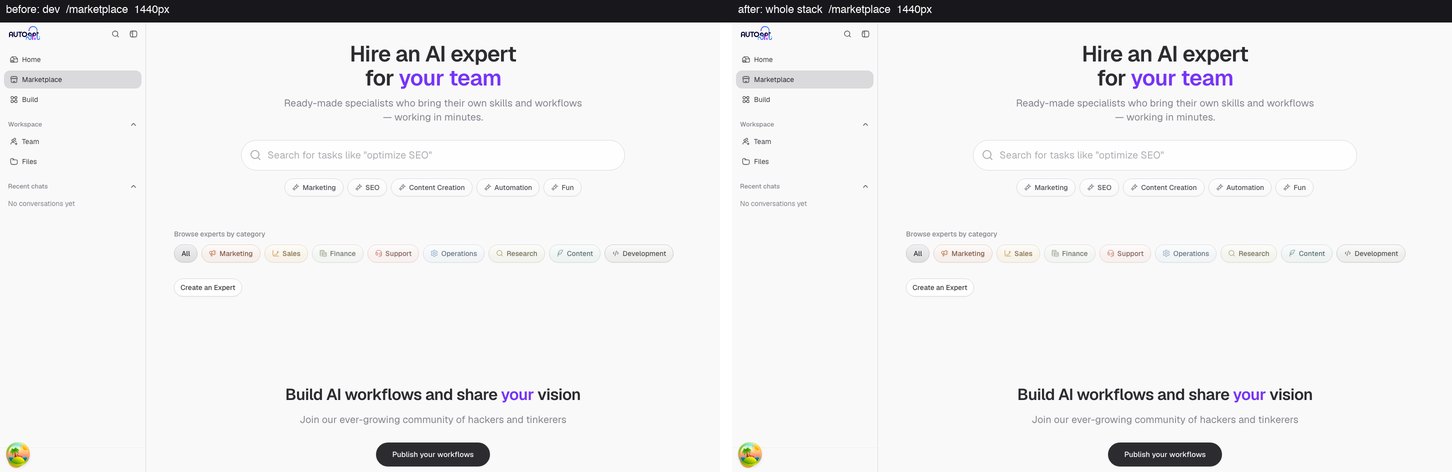 before: dev /marketplace 1440px
AUTOgpt
Home
Marketplace
Build
Workspace
Team
Files
Recent chats
No conversations yet
Hire an AI expert
for your team
Ready-made specialists who bring their own skills and workflows
— working in minutes.
Search for tasks like "optimize SEO"
Marketing SEO Content Creation Automation Fun
Browse experts by category
All Marketing Sales Finance Support Operations Research Content Development
Create an Expert
Build AI workflows and share your vision
Join our ever-growing community of hackers and tinkerers
Publish your workflows
after: whole stack /marketplace 1440px
AUTOgpt
Home
Marketplace
Build
Workspace
Team
Files
Recent chats
No conversations yet
Hire an AI expert
for your team
Ready-made specialists who bring their own skills and workflows
— working in minutes.
Search for tasks like "optimize SEO"
Marketing SEO Content Creation Automation Fun
Browse experts by category
All Marketing Sales Finance Support Operations Research Content Development
Create an Expert
Build AI workflows and share your vision
Join our ever-growing community of hackers and tinkerers
Publish your workflows